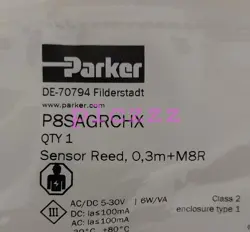 Parker
DE-70794 Filderstadt
www.parker.com
P8SAGRCHX
QTY 1
Sensor Reed, 0,3m+M8R
AC/DC 5-30V | 6W/VA
DC: Ia≤100mA
AC: Ia≤100mA
Class 2
enclosure type 1
III
+80°C